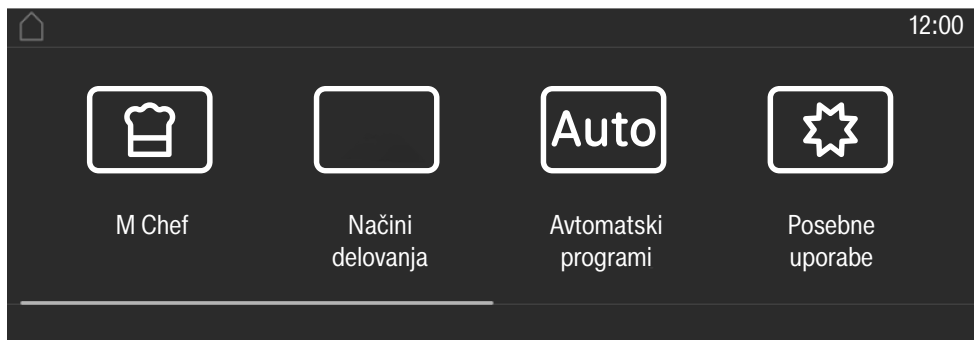 12:00
Auto
M Chef
Načini
delovanja
Avtomatski
programi
Posebne
uporabe